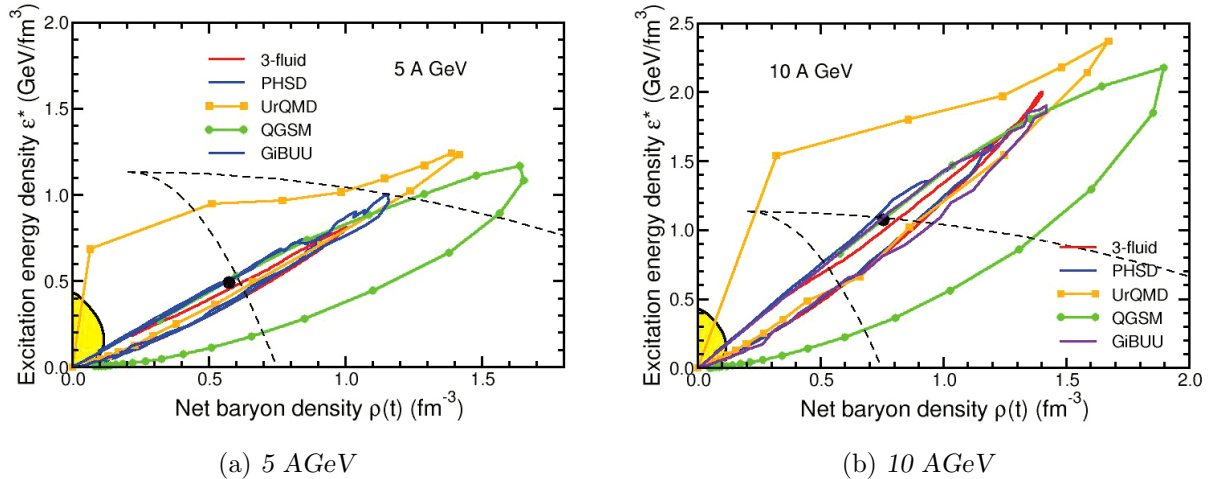 Excitation energy density ε* (GeV/fm³)
2.0
1.5
1.0
0.5
0.0
0.0 0.5 1.0 1.5
Net baryon density ρ(t) (fm⁻³)
3-fluid
PHSD
UrQMD
QGSM
GiBUU
5 A GeV
(a) 5 AGeV
Excitation energy density ε* (GeV/fm³)
2.5
2.0
1.5
1.0
0.5
0.0
0.0 0.5 1.0 1.5 2.0
Net baryon density ρ(t) (fm⁻³)
10 A GeV
3-fluid
PHSD
UrQMD
QGSM
GiBUU
(b) 10 AGeV